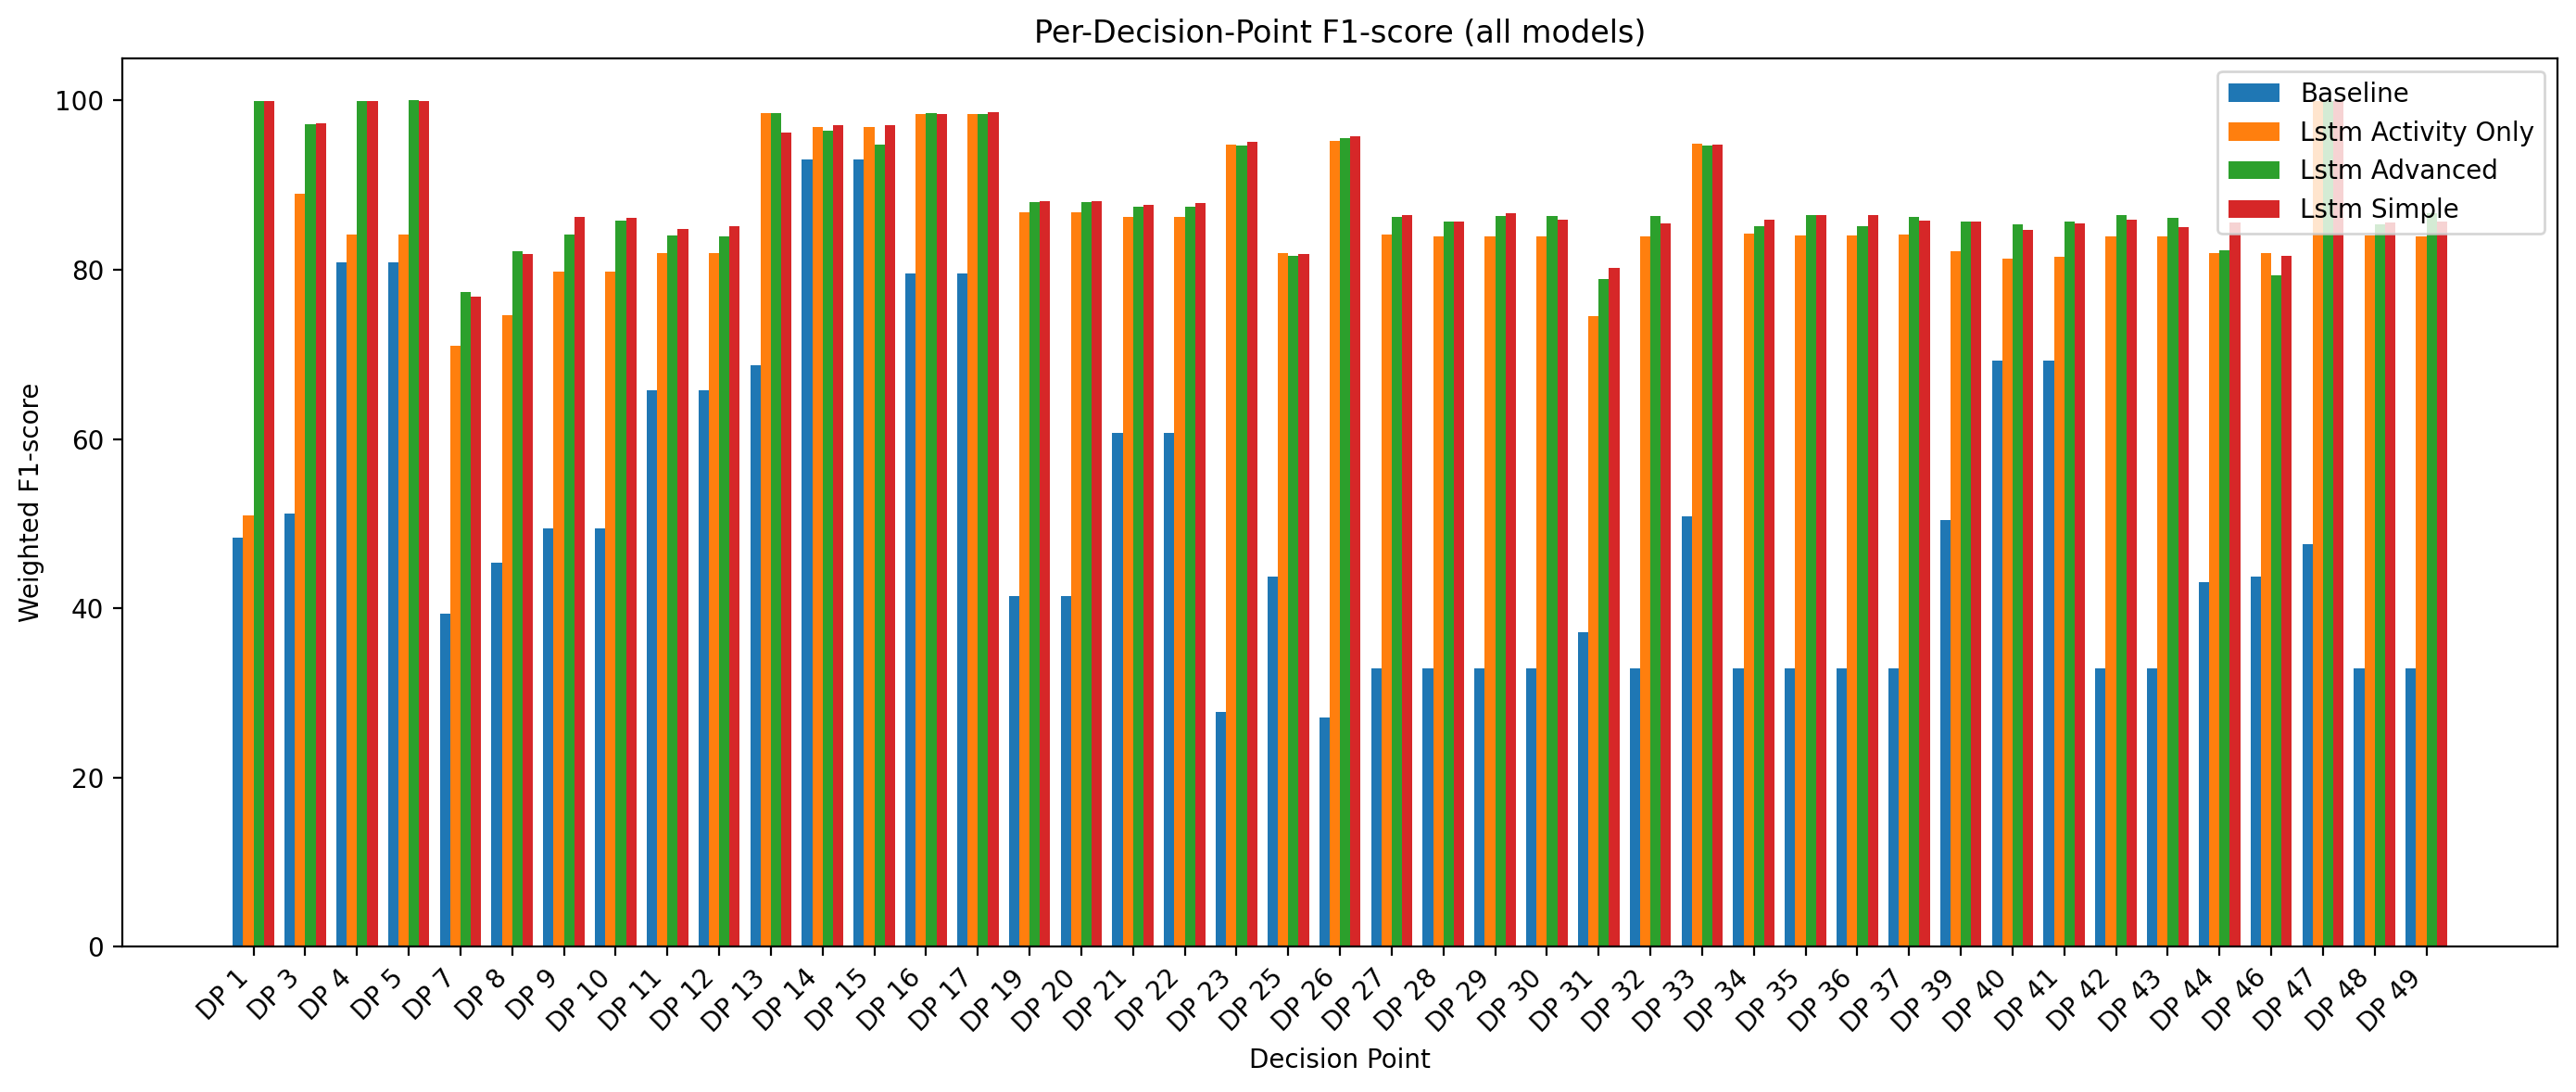 Per-Decision-Point F1-score (all models)
Weighted F1-score
100
80
60
40
20
0
Baseline
Lstm Activity Only
Lstm Advanced
Lstm Simple
DP 1
DP 3
DP 4
DP 5
DP 7
DP 8
DP 9
DP 10
DP 11
DP 12
DP 13
DP 14
DP 15
DP 16
DP 17
DP 19
DP 20
DP 21
DP 22
DP 23
DP 25
DP 26
DP 27
DP 28
DP 29
DP 30
DP 31
DP 32
DP 33
DP 34
DP 35
DP 36
DP 37
DP 39
DP 40
DP 41
DP 42
DP 43
DP 44
DP 46
DP 47
DP 48
DP 49
Decision Point